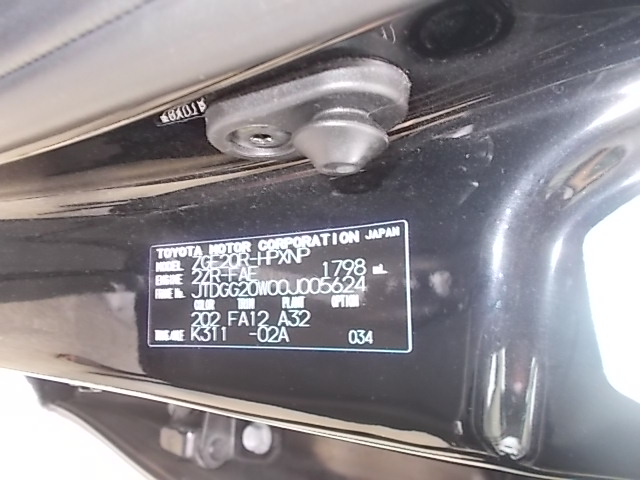 TOYOTA MOTOR CORPORATION JAPAN
MODEL ZGE20R-HPXNP
ENGINE 2ZR-FAE 1798 mL
FRAME No. JTDGG20W00J005624
COLOR TRIM PLANT OPTION
202 FA12 A32
TRANS./AXLE K311 -02A 034